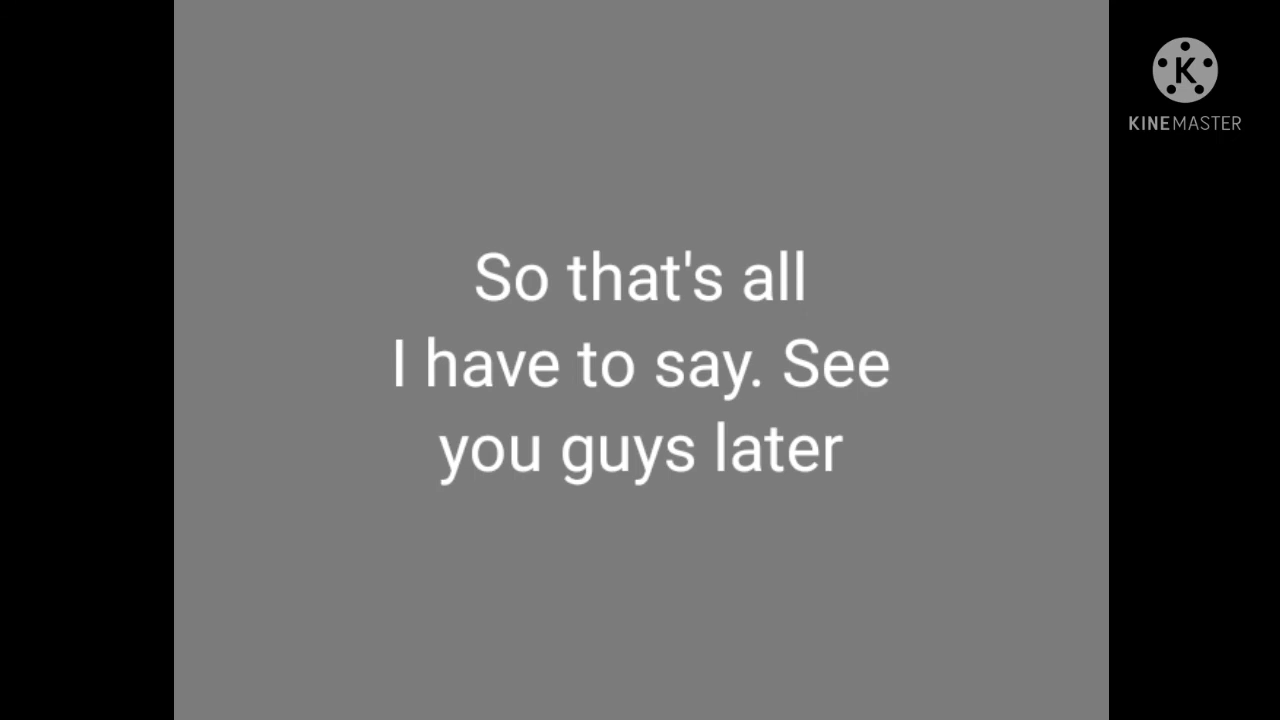 K
KINEMASTER
So that's all
I have to say. See
you guys later